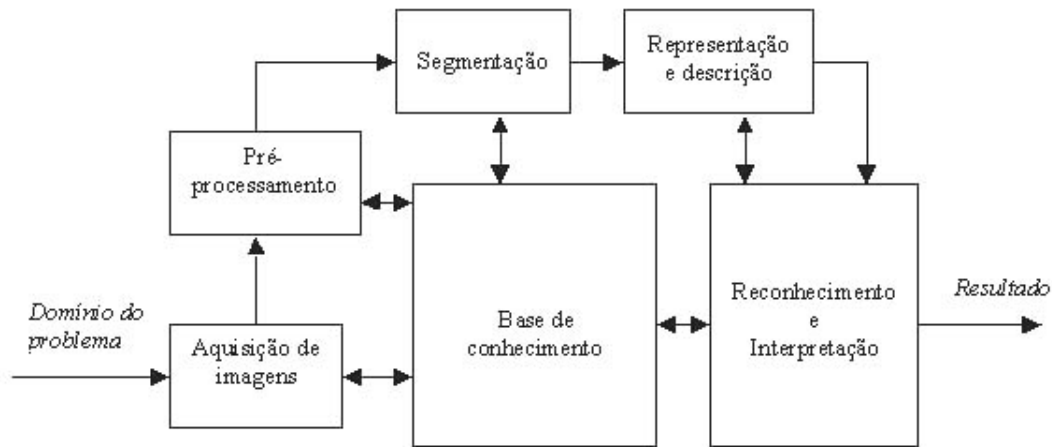 Segmentação
Representação
e descrição
Pré-
processamento
Domínio do
problema
Aquisição de
imagens
Base de
conhecimento
Reconhecimento
e
Interpretação
Resultado